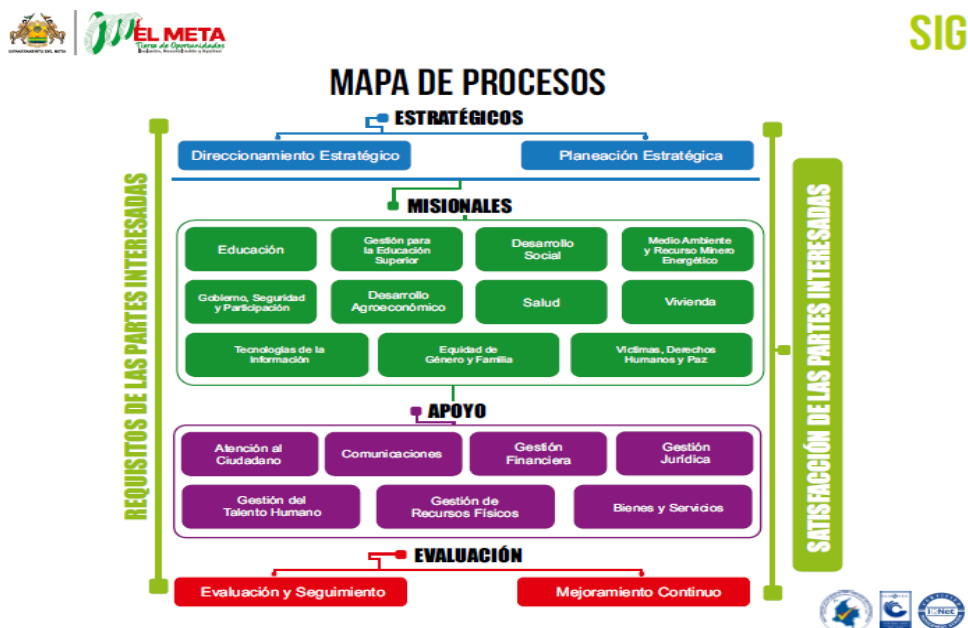 DEPARTAMENTO DEL META
EL META
Tierra de Oportunidades
SIG
MAPA DE PROCESOS
ESTRATÉGICOS
Direccionamiento Estratégico
Planeación Estratégica
MISIONALES
Educación
Gestión para
la Educación
Superior
Desarrollo
Social
Medio Ambiente
y Recurso Minero
Energético
Gobierno, Seguridad
y Participación
Desarrollo
Agroeconómico
Salud
Vivienda
Tecnologías de la
Información
Equidad de
Género y Familia
Víctimas, Derechos
Humanos y Paz
APOYO
Atención al
Ciudadano
Comunicaciones
Gestión
Financiera
Gestión
Jurídica
Gestión del
Talento Humano
Gestión de
Recursos Físicos
Bienes y Servicios
EVALUACIÓN
Evaluación y Seguimiento
Mejoramiento Continuo
REQUISITOS DE LAS PARTES INTERESADAS
SATISFACCIÓN DE LAS PARTES INTERESADAS
IQNet